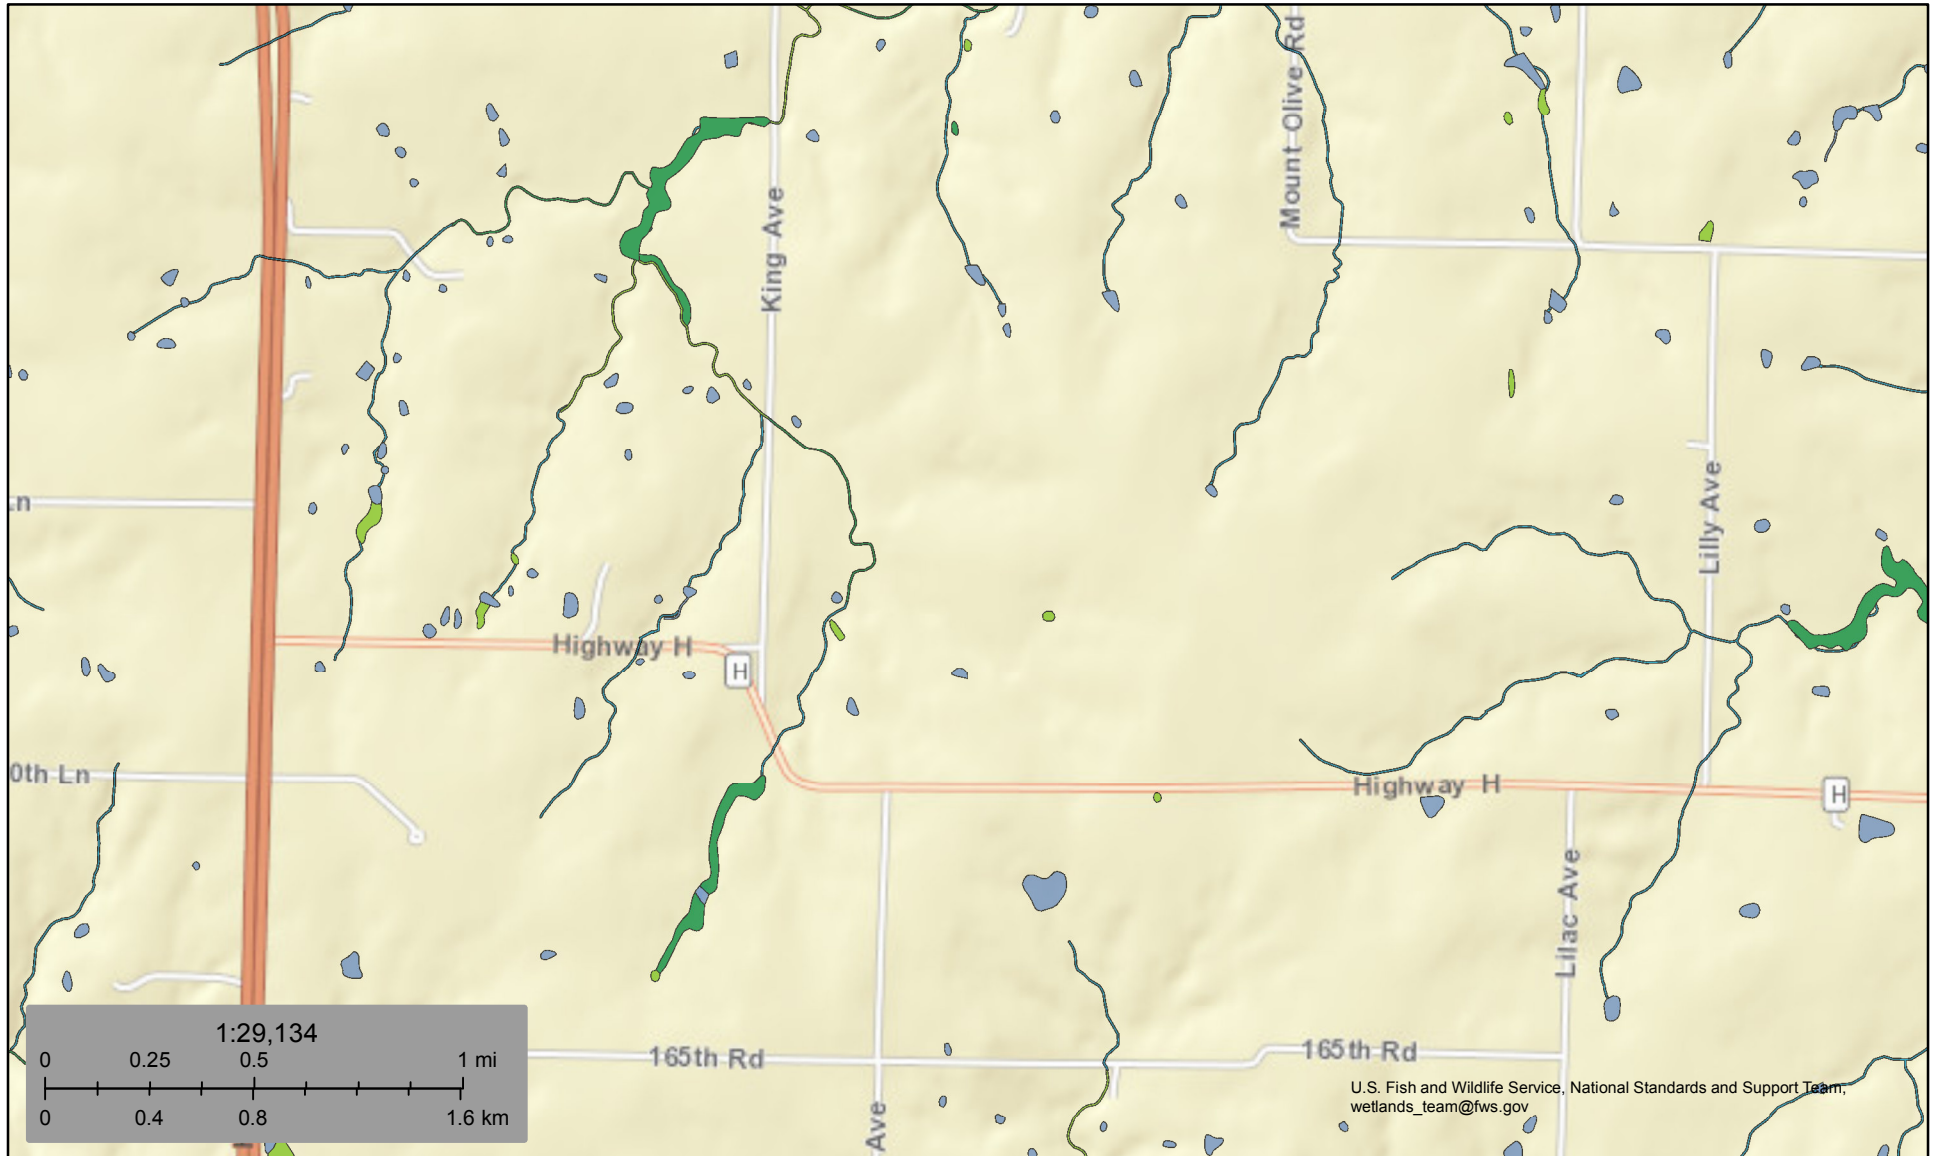 Mount Olive Rd
King Ave
Ln
Lilly Ave
Highway H
H
0th Ln
Highway H
H
Lilac Ave
1:29,134
0 0.25 0.5 1 mi
0 0.4 0.8 1.6 km
165th Rd
165th Rd
U.S. Fish and Wildlife Service, National Standards and Support Team,
wetlands_team@fws.gov
Ave